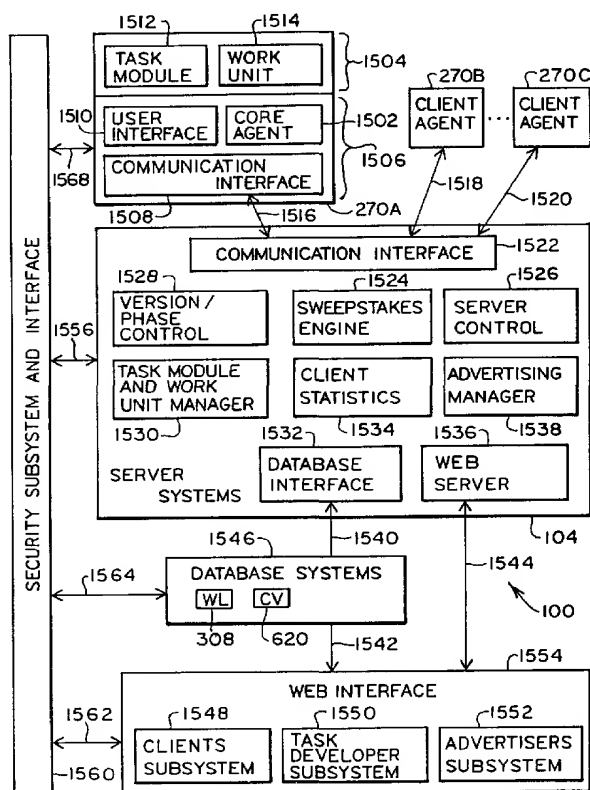 1512
1514
TASK
MODULE
WORK
UNIT
1504
270B
270C
1510
USER
INTERFACE
CORE
AGENT
1502
CLIENT
AGENT
...
CLIENT
AGENT
1506
1568
COMMUNICATION
INTERFACE
1508
1516
270A
1518
1520
COMMUNICATION INTERFACE
1522
1528
1524
1526
VERSION /
PHASE
CONTROL
SWEEPSTAKES
ENGINE
SERVER
CONTROL
1556
TASK MODULE
AND WORK
UNIT MANAGER
CLIENT
STATISTICS
ADVERTISING
MANAGER
1530
1532
1534
1536
1538
DATABASE
INTERFACE
WEB
SERVER
SERVER
SYSTEMS
1546
1540
104
1564
DATABASE SYSTEMS
WL
CV
308
620
1544
100
1542
1554
WEB INTERFACE
1562
1548
1550
1552
CLIENTS
SUBSYSTEM
TASK
DEVELOPER
SUBSYSTEM
ADVERTISERS
SUBSYSTEM
1560
SECURITY SUBSYSTEM AND INTERFACE